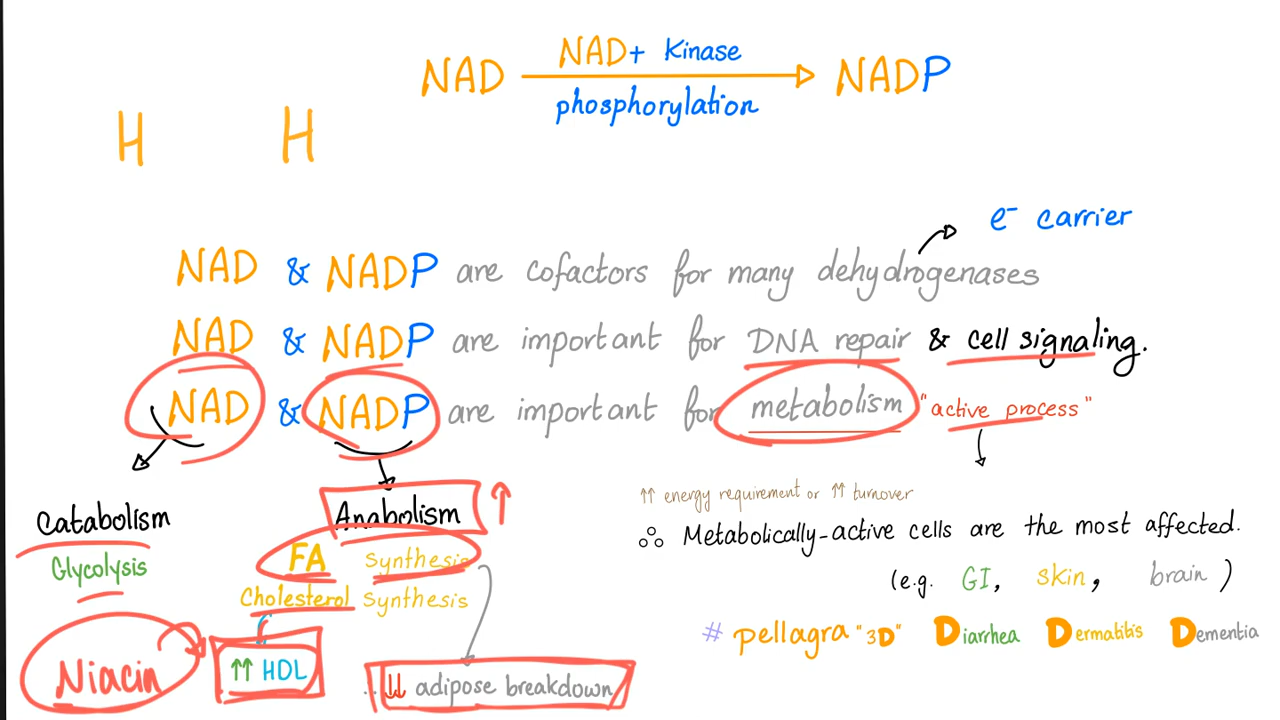 NAD NAD+ Kinase NADP
phosphorylation
H H
e⁻ carrier
NAD & NADP are cofactors for many dehydrogenases
NAD & NADP are important for DNA repair & cell signaling.
NAD & NADP are important for metabolism "active process"
↑↑ energy requirement or ↑↑ turnover
Catabolism Anabolism ↑
∴ Metabolically-active cells are the most affected.
Glycolysis FA Synthesis
(e.g. GI, skin, brain)
Cholesterol Synthesis
# pellagra "3D" Diarrhea Dermatitis Dementia
Niacin ↑↑ HDL ... ↓↓ adipose breakdown